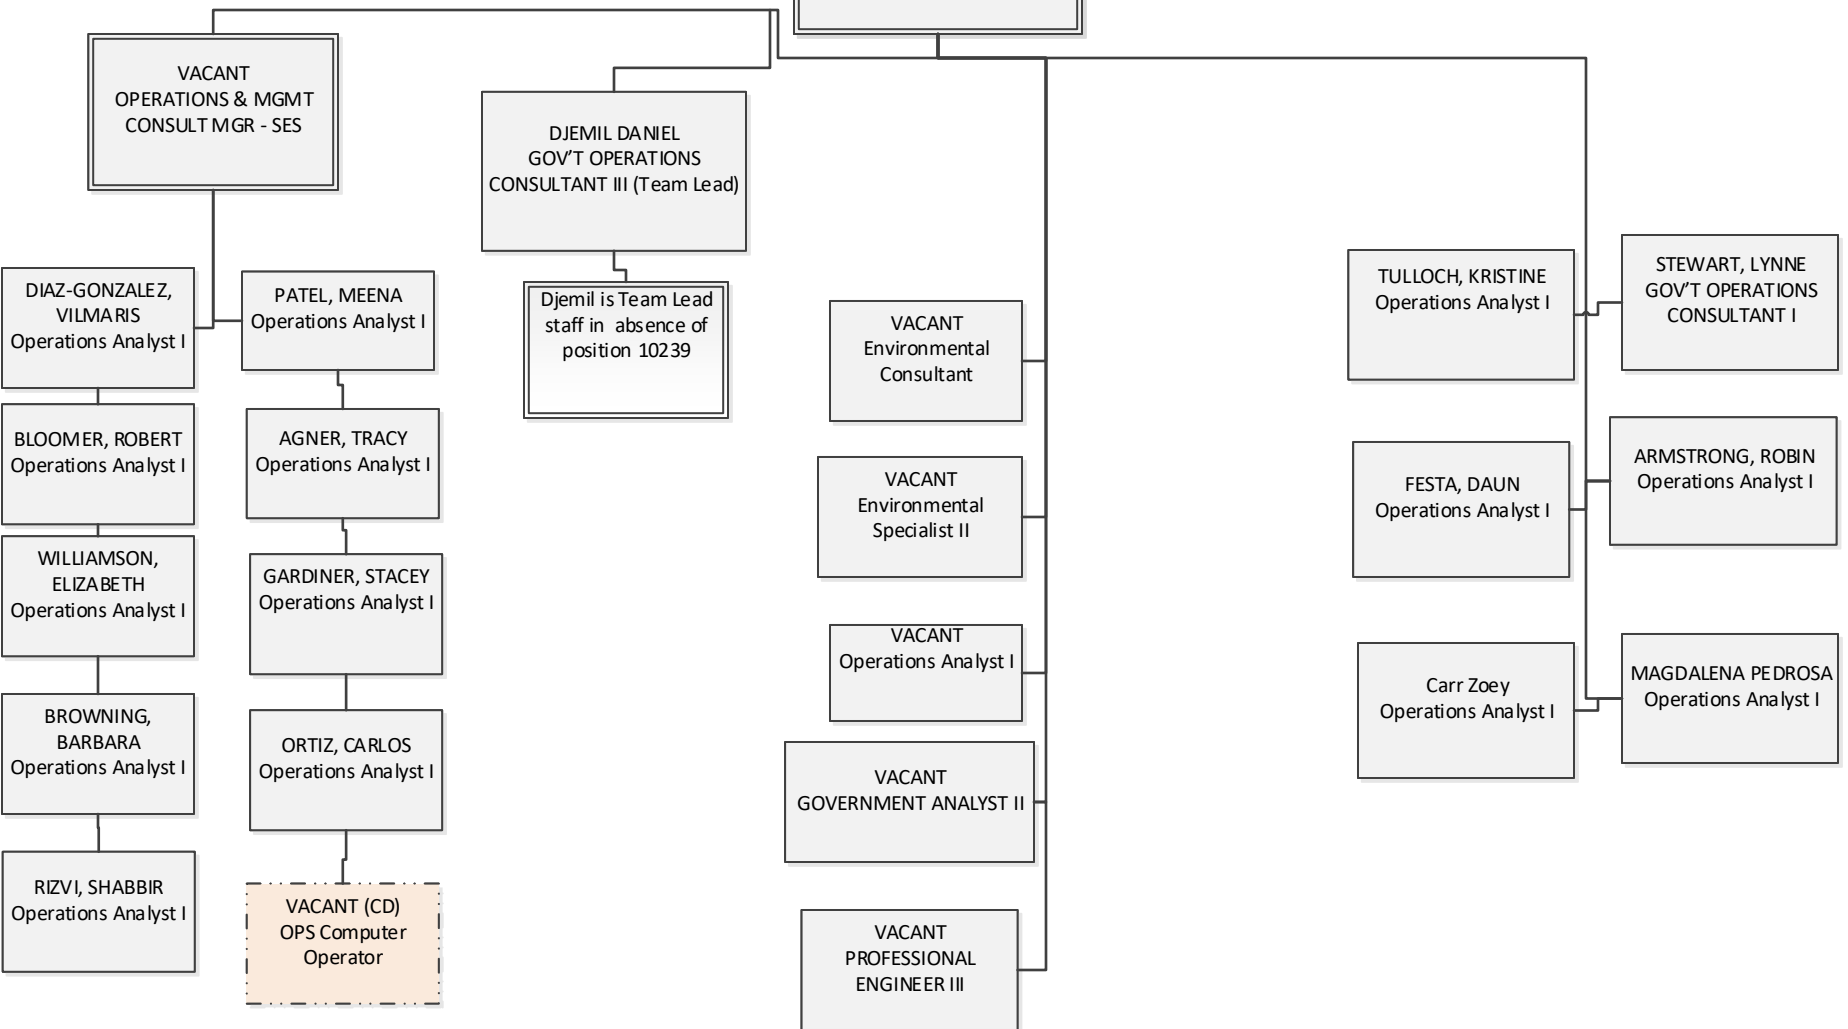 VACANT
OPERATIONS & MGMT
CONSULT MGR - SES
DJEMIL DANIEL
GOV'T OPERATIONS
CONSULTANT III (Team Lead)
Djemil is Team Lead
staff in absence of
position 10239
DIAZ-GONZALEZ,
VILMARIS
Operations Analyst I
BLOOMER, ROBERT
Operations Analyst I
WILLIAMSON,
ELIZABETH
Operations Analyst I
BROWNING,
BARBARA
Operations Analyst I
RIZVI, SHABBIR
Operations Analyst I
PATEL, MEENA
Operations Analyst I
AGNER, TRACY
Operations Analyst I
GARDINER, STACEY
Operations Analyst I
ORTIZ, CARLOS
Operations Analyst I
VACANT (CD)
OPS Computer
Operator
VACANT
Environmental
Consultant
VACANT
Environmental
Specialist II
VACANT
Operations Analyst I
VACANT
GOVERNMENT ANALYST II
VACANT
PROFESSIONAL
ENGINEER III
TULLOCH, KRISTINE
Operations Analyst I
STEWART, LYNNE
GOV'T OPERATIONS
CONSULTANT I
FESTA, DAUN
Operations Analyst I
ARMSTRONG, ROBIN
Operations Analyst I
Carr Zoey
Operations Analyst I
MAGDALENA PEDROSA
Operations Analyst I